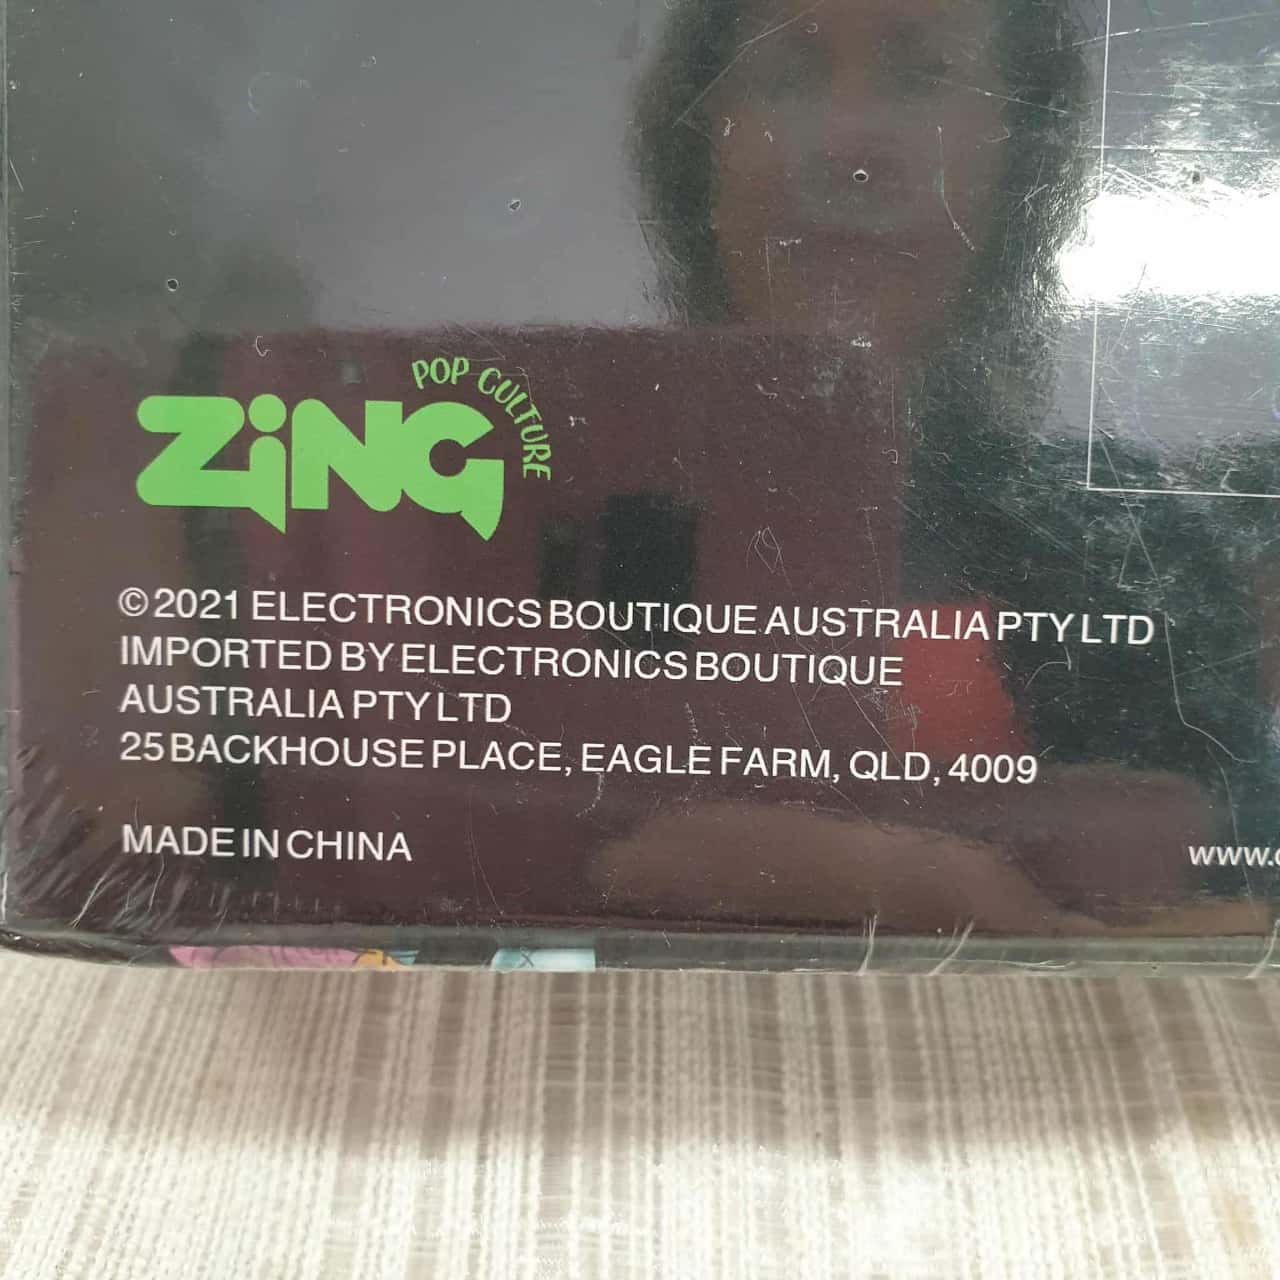 POP CULTURE
ZiNG
©2021 ELECTRONICS BOUTIQUE AUSTRALIA PTY LTD
IMPORTED BY ELECTRONICS BOUTIQUE
AUSTRALIA PTY LTD
25 BACKHOUSE PLACE, EAGLE FARM, QLD, 4009
MADE IN CHINA
www.